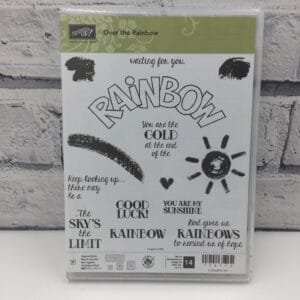 Over the Rainbow
waiting for you.
RAINBOW
You are the
GOLD
at the end
of the
Keep looking up...
there may
be a
GOOD
LUCK!
YOU ARE MY
SUNSHINE
The
SKY'S
THE
LIMIT
RAINBOW
God gives us
RAINBOWS
to remind us of hope.
14